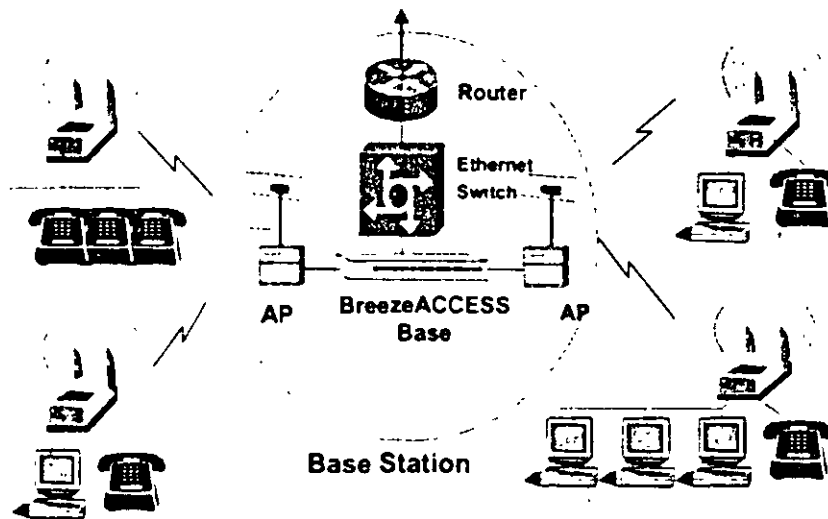 Router
Ethernet
Switch
AP
BreezeACCESS
Base
AP
Base Station